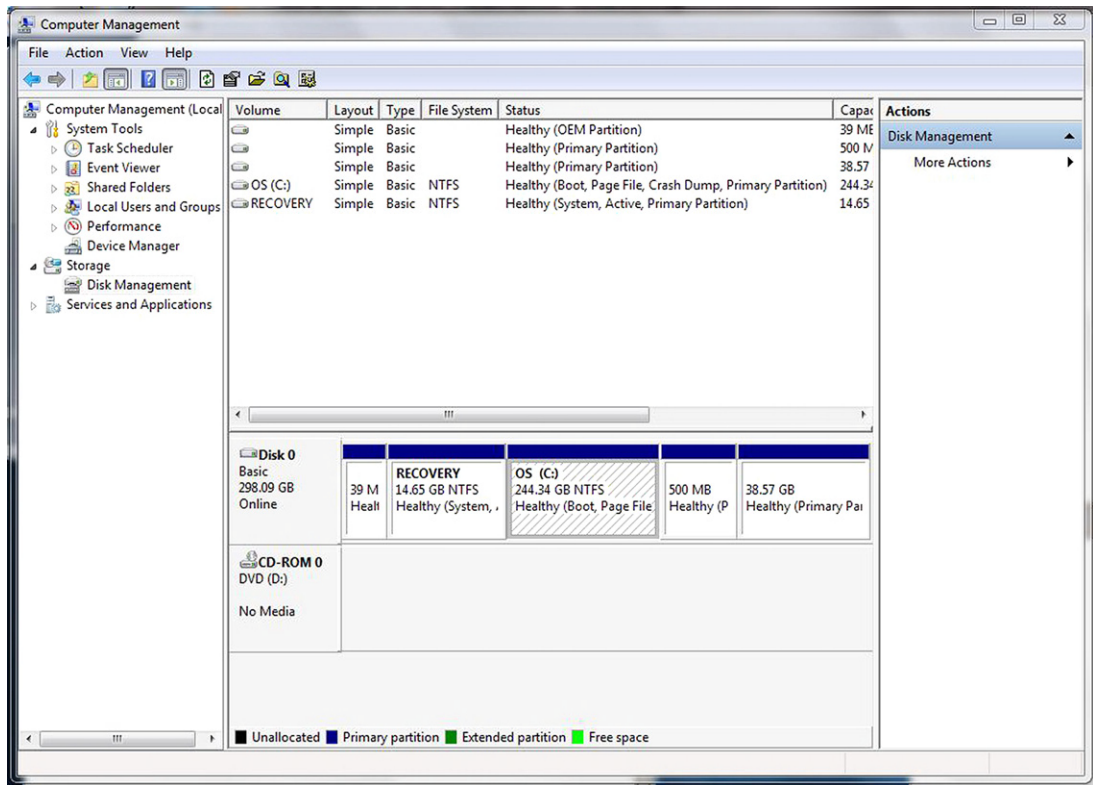 Computer Management
File Action View Help
Computer Management (Local
System Tools
Task Scheduler
Event Viewer
Shared Folders
Local Users and Groups
Performance
Device Manager
Storage
Disk Management
Services and Applications
Volume Layout Type File System Status Capac
Simple Basic Healthy (OEM Partition) 39 ME
Simple Basic Healthy (Primary Partition) 500 M
Simple Basic Healthy (Primary Partition) 38.57
OS (C:) Simple Basic NTFS Healthy (Boot, Page File, Crash Dump, Primary Partition) 244.34
RECOVERY Simple Basic NTFS Healthy (System, Active, Primary Partition) 14.65
Actions
Disk Management
More Actions
Disk 0
Basic
298.09 GB
Online
39 M
Healt
RECOVERY
14.65 GB NTFS
Healthy (System, 
OS (C:)
244.34 GB NTFS
Healthy (Boot, Page File
500 MB
Healthy (P
38.57 GB
Healthy (Primary Par
CD-ROM 0
DVD (D:)
No Media
Unallocated Primary partition Extended partition Free space